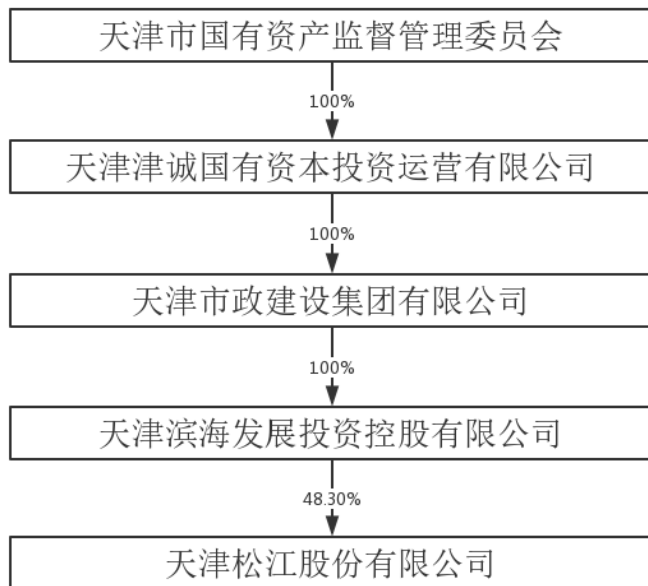 天津市国有资产监督管理委员会
100%
天津津诚国有资本投资运营有限公司
100%
天津市政建设集团有限公司
100%
天津滨海发展投资控股有限公司
48.30%
天津松江股份有限公司